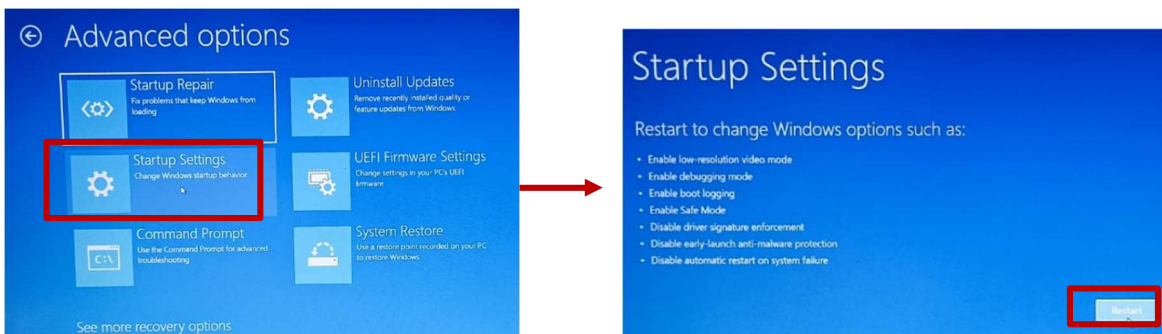 Advanced options
Startup Repair
Fix problems that keep Windows from
loading
Uninstall Updates
Remove recently installed quality or
feature updates from Windows
Startup Settings
Change Windows startup behavior
UEFI Firmware Settings
Change settings in your PC's UEFI
firmware
Command Prompt
Use the Command Prompt for advanced
troubleshooting
C:\
System Restore
Use a restore point recorded on your PC
to restore Windows
See more recovery options
Startup Settings
Restart to change Windows options such as:
• Enable low-resolution video mode
• Enable debugging mode
• Enable boot logging
• Enable Safe Mode
• Disable driver signature enforcement
• Disable early-launch anti-malware protection
• Disable automatic restart on system failure
Restart